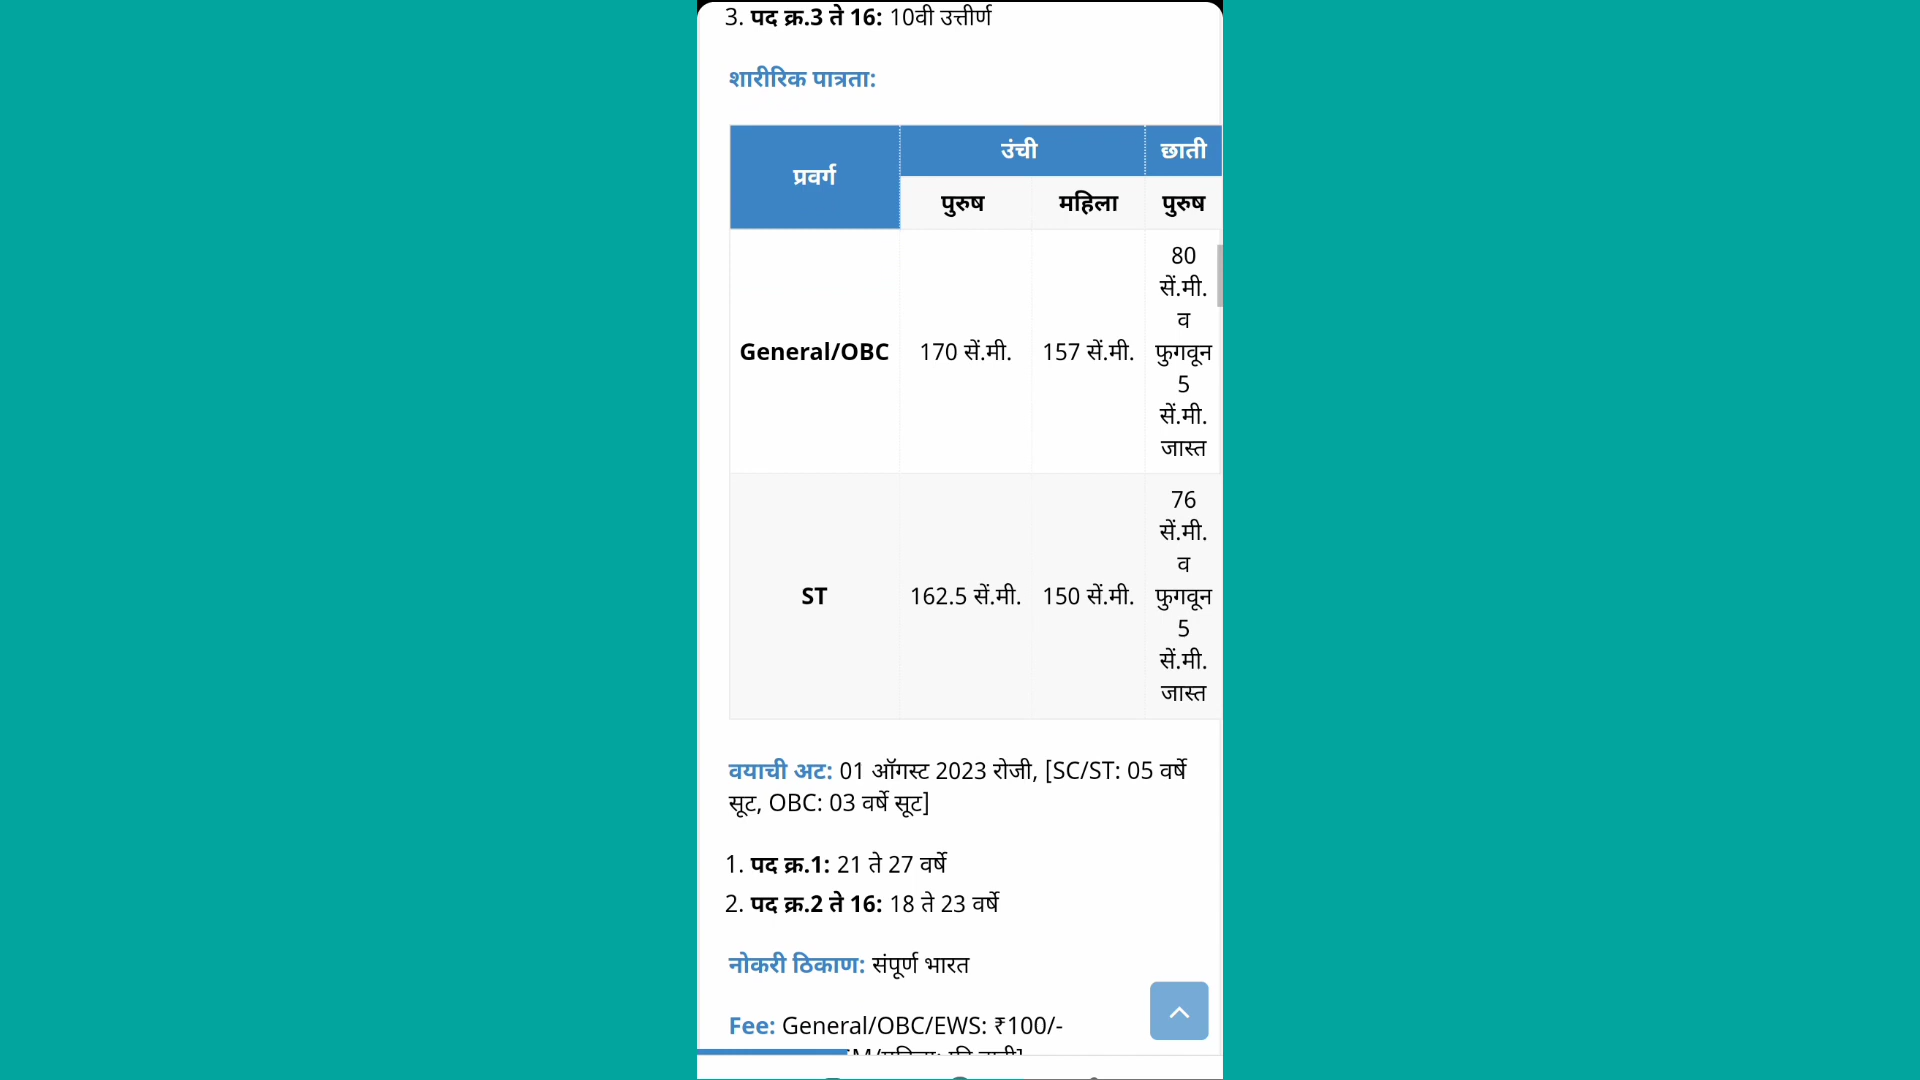 3. पद क्र.3 ते 16: 10वी उत्तीर्ण
शारीरिक पात्रता:
प्रवर्ग
उंची
छाती
पुरुष
महिला
पुरुष
General/OBC
170 सें.मी.
157 सें.मी.
80
सें.मी.
व
फुगवून
5
सें.मी.
जास्त
ST
162.5 सें.मी.
150 सें.मी.
76
सें.मी.
व
फुगवून
5
सें.मी.
जास्त
वयाची अट: 01 ऑगस्ट 2023 रोजी, [SC/ST: 05 वर्षे
सूट, OBC: 03 वर्षे सूट]
1. पद क्र.1: 21 ते 27 वर्षे
2. पद क्र.2 ते 16: 18 ते 23 वर्षे
नोकरी ठिकाण: संपूर्ण भारत
Fee: General/OBC/EWS: ₹100/-